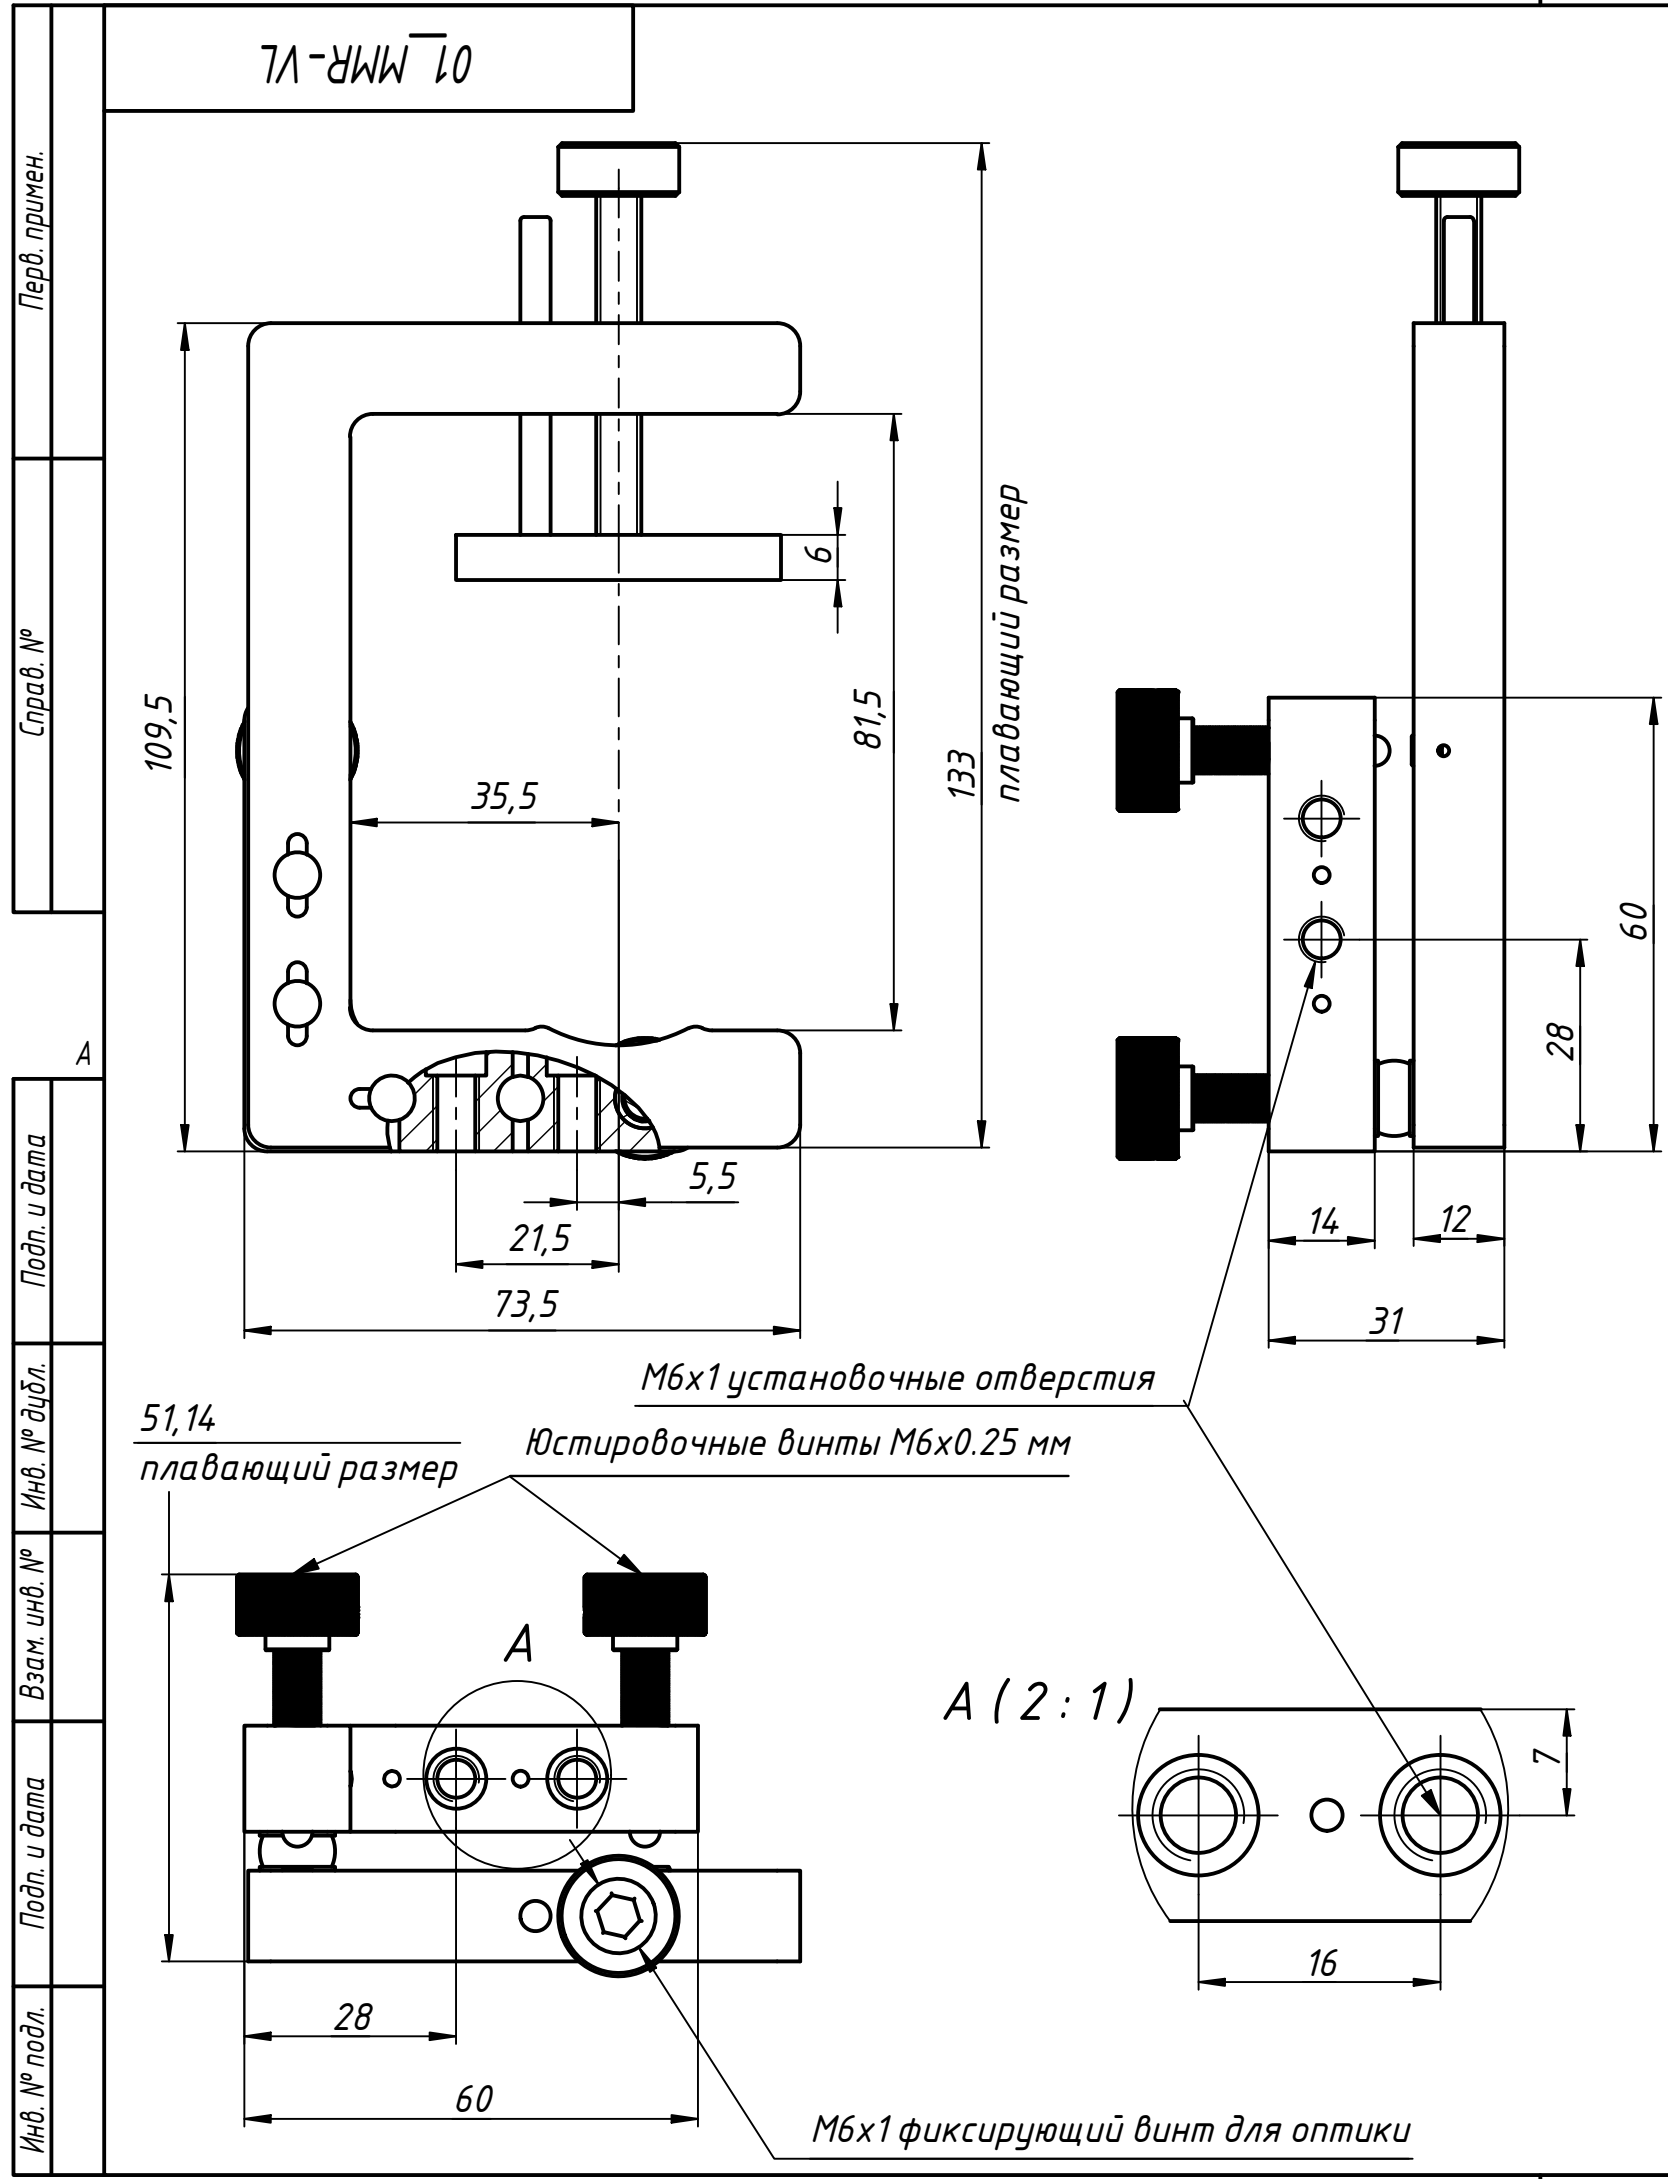 01_MMR-VL
Перв. примен.
Справ. №
А
Подп. и дата
Инв. № дубл.
Взам. инв. №
Подп. и дата
Инв. № подл.
109,5
35,5
6
81,5
133
плавающий размер
5,5
21,5
73,5
60
28
14
12
31
М6х1 установочные отверстия
51,14
плавающий размер
Юстировочные винты М6х0.25 мм
А
А (2 : 1)
7
16
28
60
М6х1 фиксирующий винт для оптики